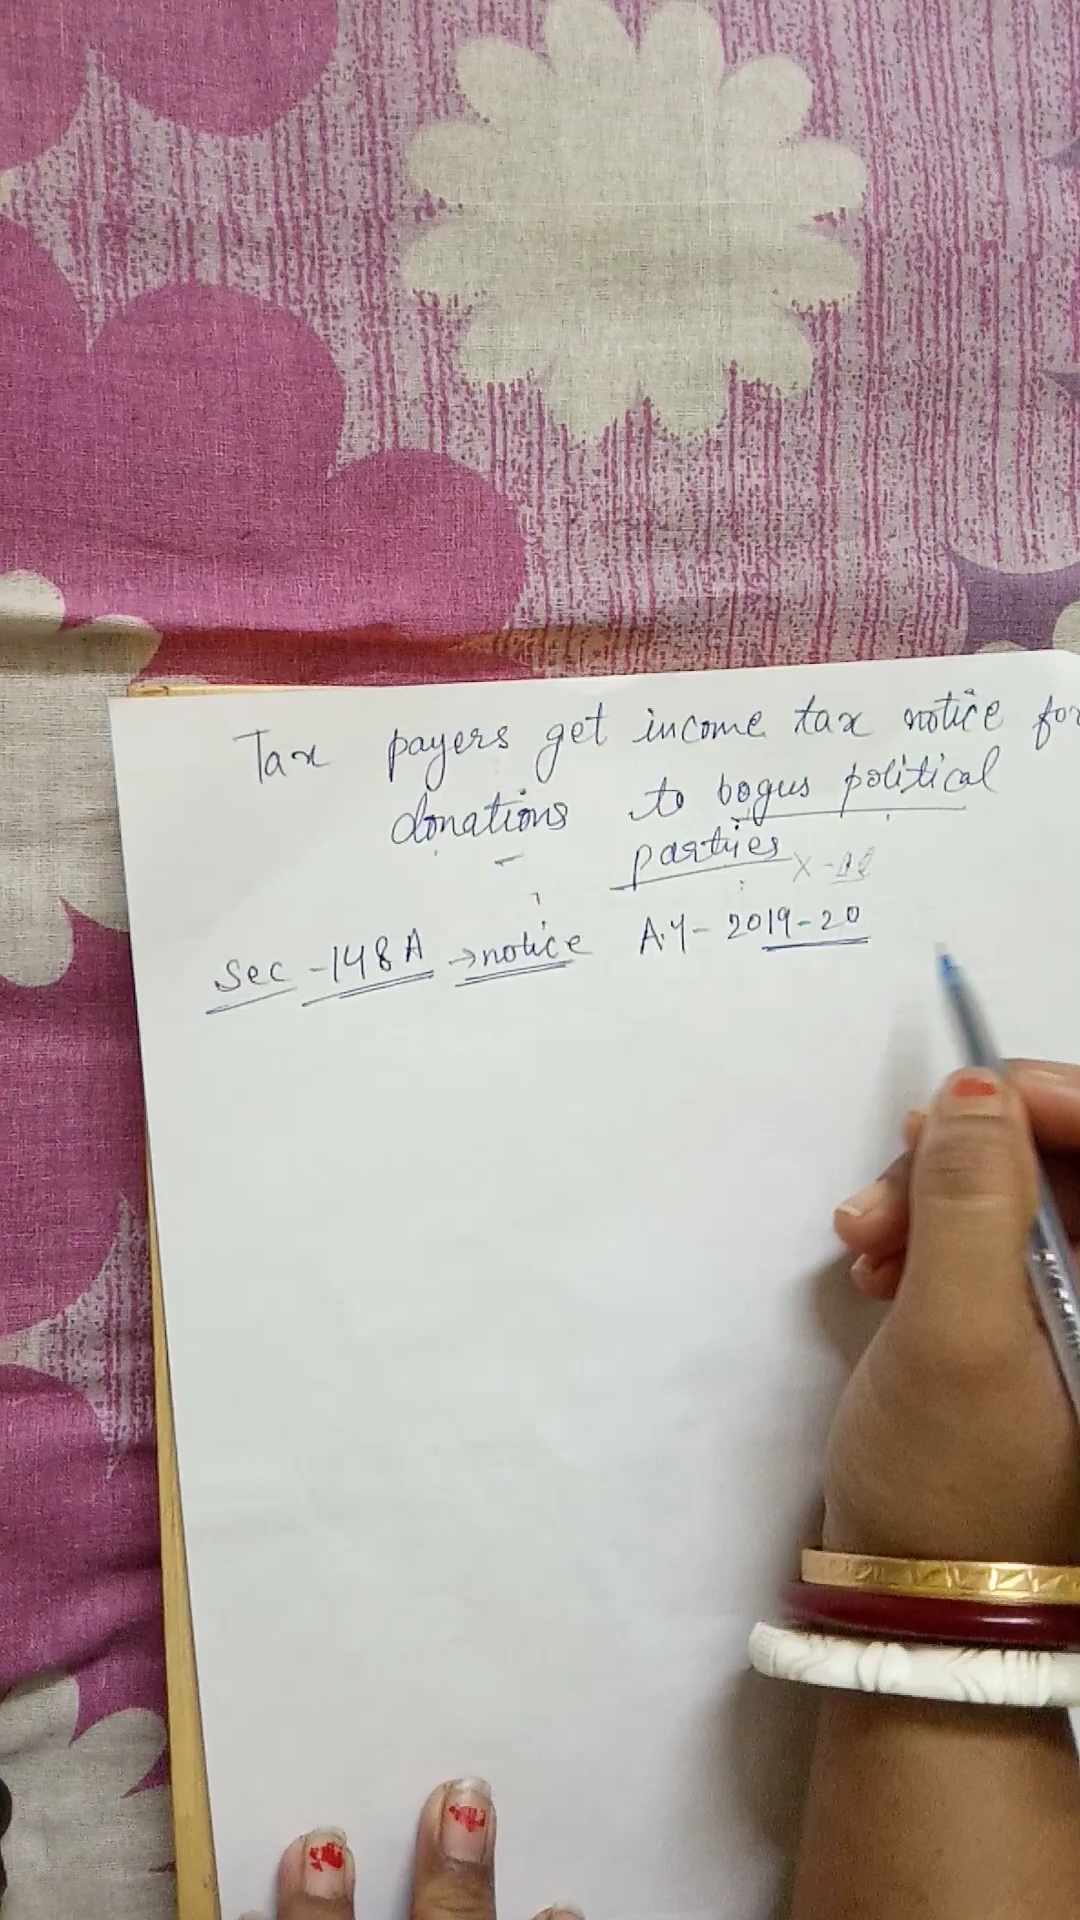 Tax payers get income tax notice for
donations to bogus political
parties
Sec - 148A → notice A.Y - 2019-20